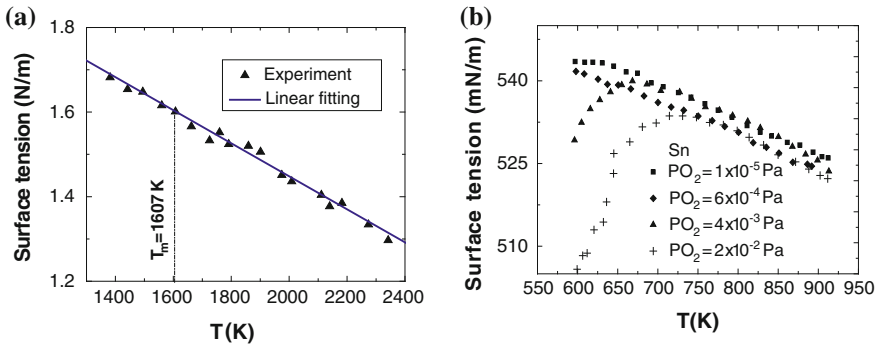 (a)
Surface tension (N/m)
1.8
1.6
1.4
1.2
Experiment
Linear fitting
Tm=1607 K
1400 1600 1800 2000 2200 2400
T(K)
(b)
Surface tension (mN/m)
540
525
510
Sn
PO2=1x10-5 Pa
PO2=6x10-4 Pa
PO2=4x10-3 Pa
PO2=2x10-2 Pa
550 600 650 700 750 800 850 900 950
T(K)